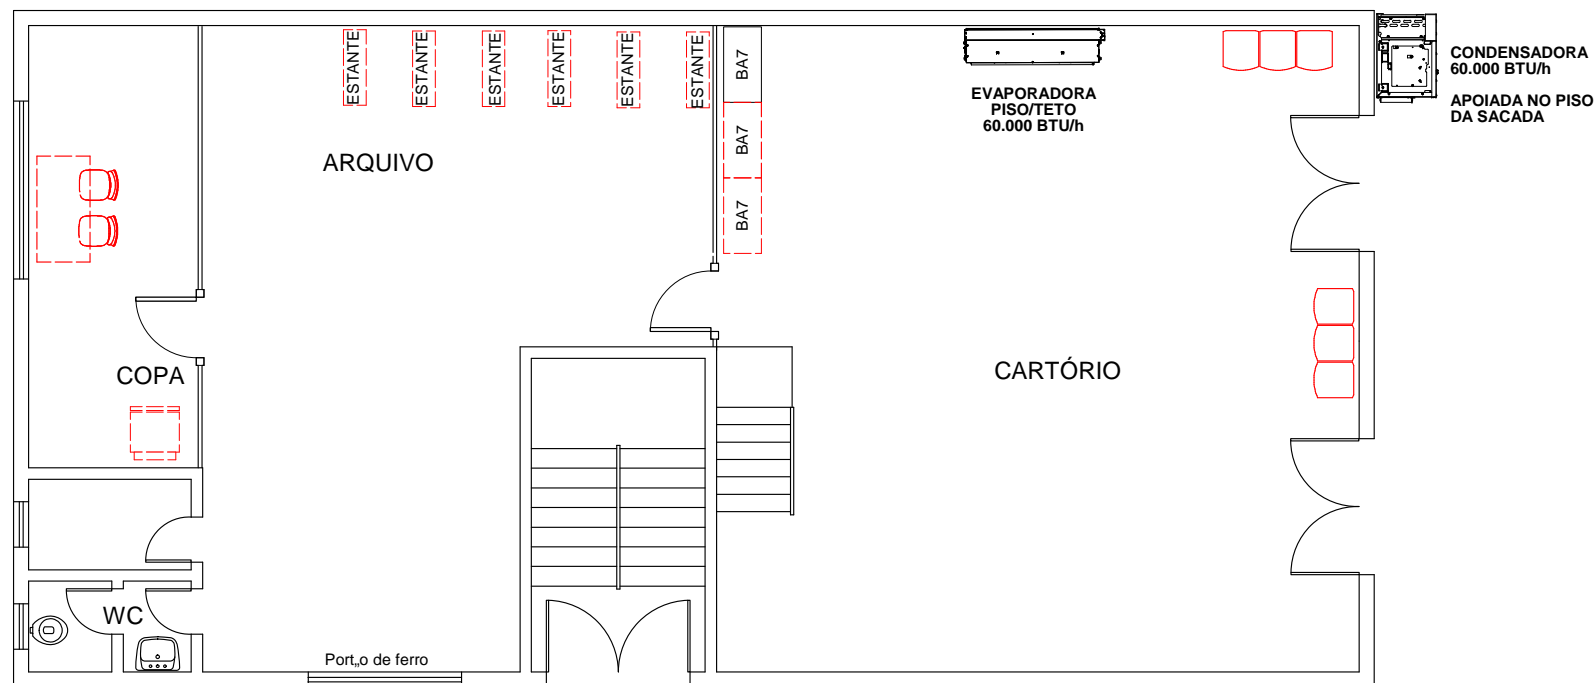 ESTANTE
ESTANTE
ESTANTE
ESTANTE
ESTANTE
ESTANTE
BA7
BA7
BA7
EVAPORADORA
PISO/TETO
60.000 BTU/h
CONDENSADORA
60.000 BTU/h
APOIADA NO PISO
DA SACADA
ARQUIVO
COPA
CARTÓRIO
WC
Port„o de ferro